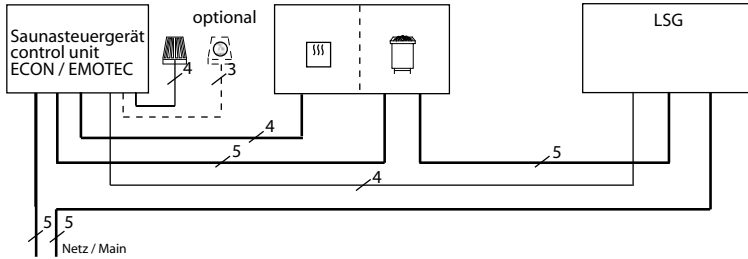 optional
Saunasteuergerät
control unit
ECON / EMOTEC
LSG
4
3
4
5
5
4
5
5
Netz / Main